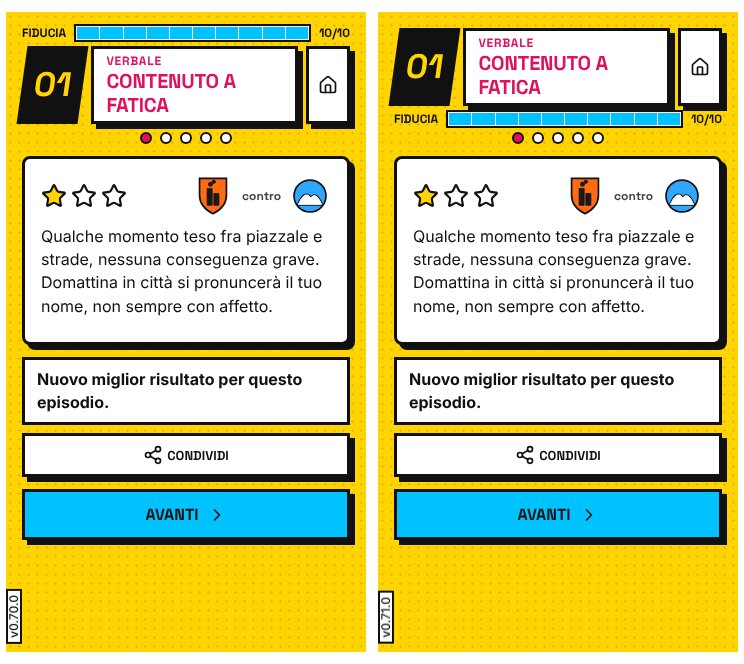 FIDUCIA 10/10
01
VERBALE
CONTENUTO A
FATICA
contro
Qualche momento teso fra piazzale e
strade, nessuna conseguenza grave.
Domattina in città si pronuncerà il tuo
nome, non sempre con affetto.
Nuovo miglior risultato per questo
episodio.
CONDIVIDI
AVANTI
v0.70.0
01
VERBALE
CONTENUTO A
FATICA
FIDUCIA 10/10
contro
Qualche momento teso fra piazzale e
strade, nessuna conseguenza grave.
Domattina in città si pronuncerà il tuo
nome, non sempre con affetto.
Nuovo miglior risultato per questo
episodio.
CONDIVIDI
AVANTI
v0.71.0